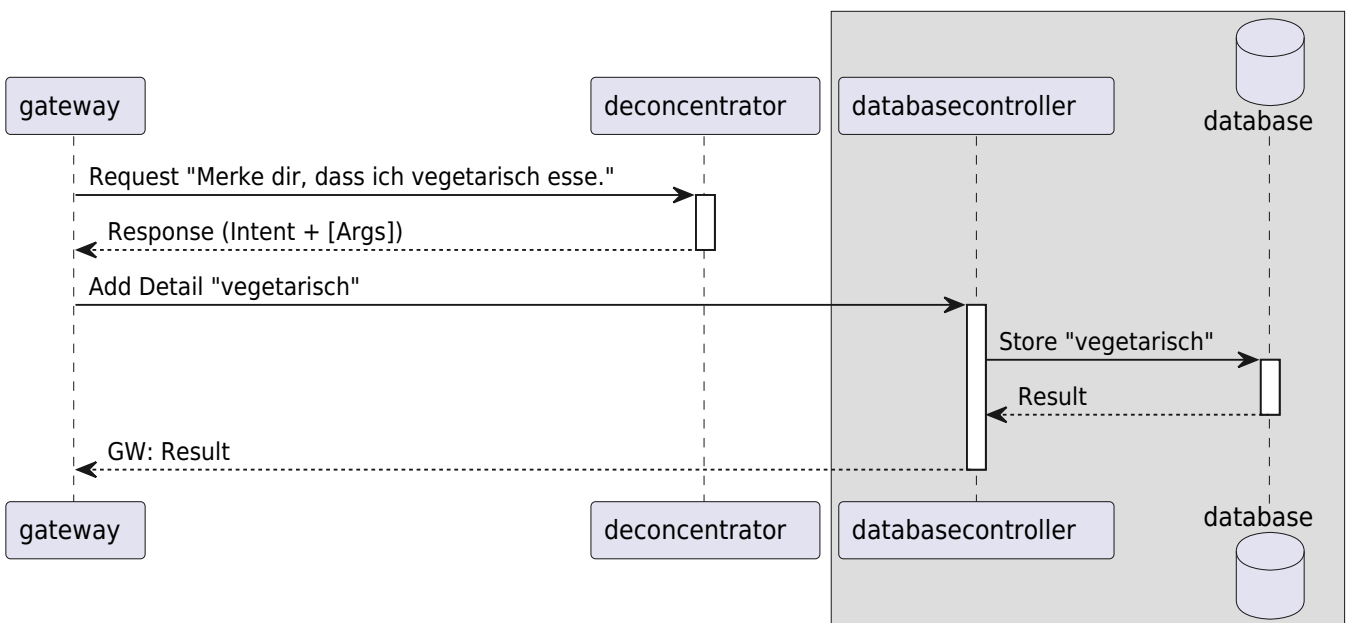 gateway
deconcentrator
databasecontroller
database
Request "Merke dir, dass ich vegetarisch esse."
Response (Intent + [Args])
Add Detail "vegetarisch"
Store "vegetarisch"
Result
GW: Result
gateway
deconcentrator
databasecontroller
database